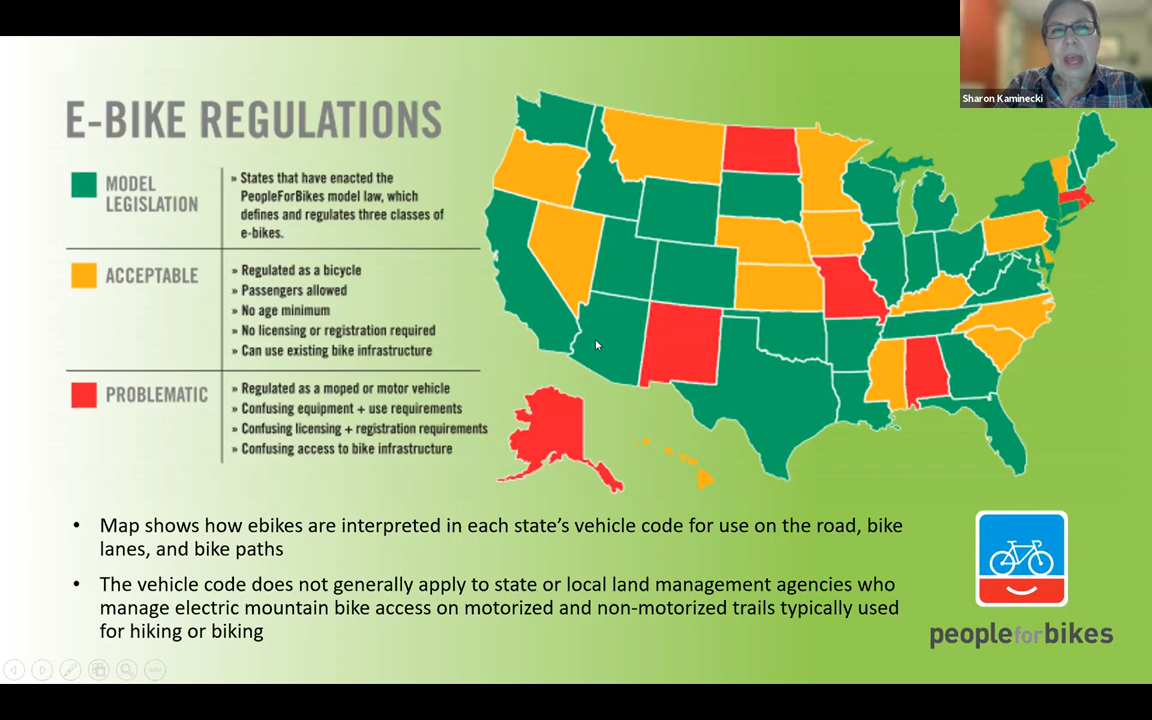 Sharon Kaminecki
E-BIKE REGULATIONS
MODEL
LEGISLATION
» States that have enacted the
PeopleForBikes model law, which
defines and regulates three classes of
e-bikes.
ACCEPTABLE
» Regulated as a bicycle
» Passengers allowed
» No age minimum
» No licensing or registration required
» Can use existing bike infrastructure
PROBLEMATIC
» Regulated as a moped or motor vehicle
» Confusing equipment + use requirements
» Confusing licensing + registration requirements
» Confusing access to bike infrastructure
• Map shows how ebikes are interpreted in each state’s vehicle code for use on the road, bike
lanes, and bike paths
• The vehicle code does not generally apply to state or local land management agencies who
manage electric mountain bike access on motorized and non-motorized trails typically used
for hiking or biking
peopleforbikes